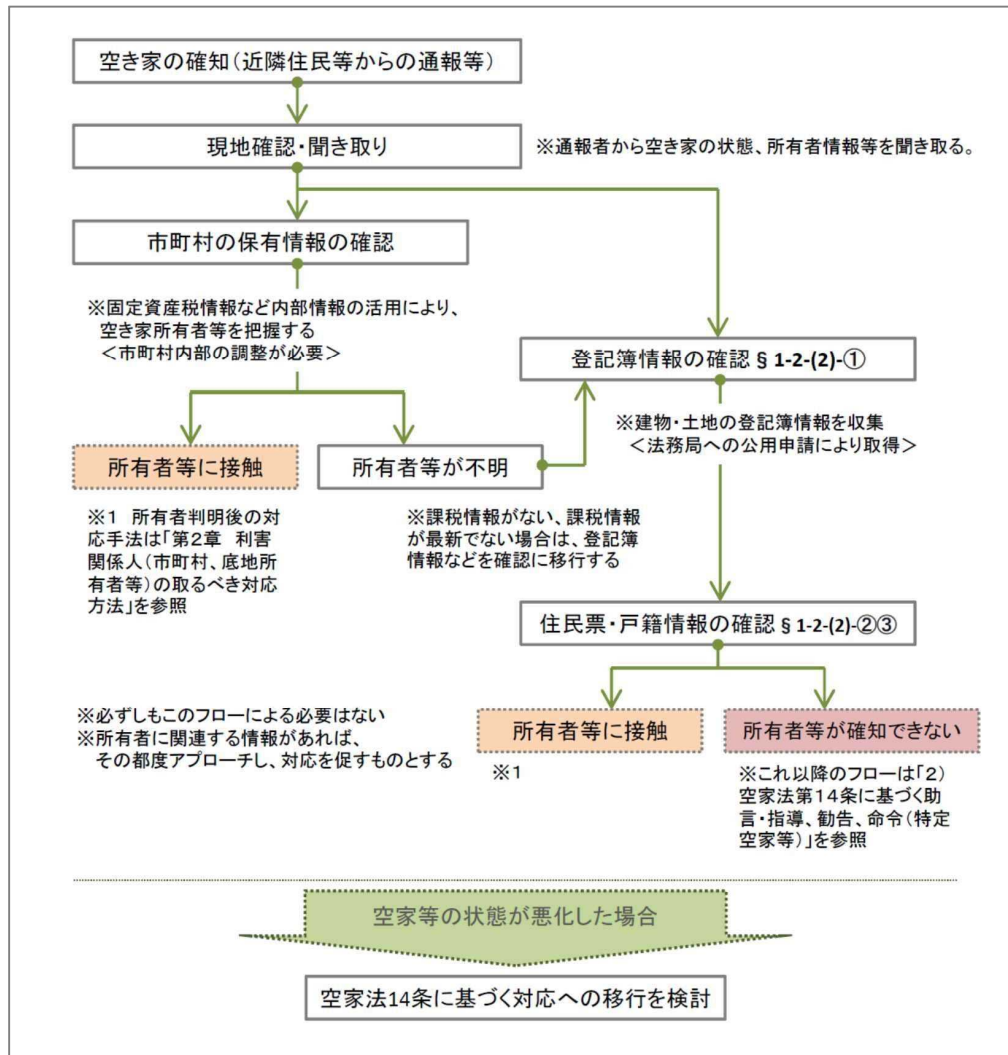 空き家の確知(近隣住民等からの通報等)
現地確認・聞き取り
※通報者から空き家の状態、所有者情報等を聞き取る。
市町村の保有情報の確認
※固定資産税情報など内部情報の活用により、
空き家所有者等を把握する
<市町村内部の調整が必要>
登記簿情報の確認§1-2-(2)-①
※建物・土地の登記簿情報を収集
<法務局への公用申請により取得>
所有者等に接触
所有者等が不明
※1 所有者判明後の対
応手法は「第2章 利害
関係人(市町村、底地所
有者等)の取るべき対応
方法」を参照
※課税情報がない、課税情報
が最新でない場合は、登記簿
情報などを確認に移行する
住民票・戸籍情報の確認§1-2-(2)-②③
※必ずしもこのフローによる必要はない
※所有者に関連する情報があれば、
その都度アプローチし、対応を促すものとする
所有者等に接触
※1
所有者等が確知できない
※これ以降のフローは「2)
空家法第14条に基づく助
言・指導、勧告、命令(特定
空家等)」を参照
空家等の状態が悪化した場合
空家法14条に基づく対応への移行を検討